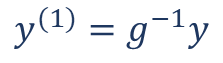 y⁽¹⁾ = g⁻¹y